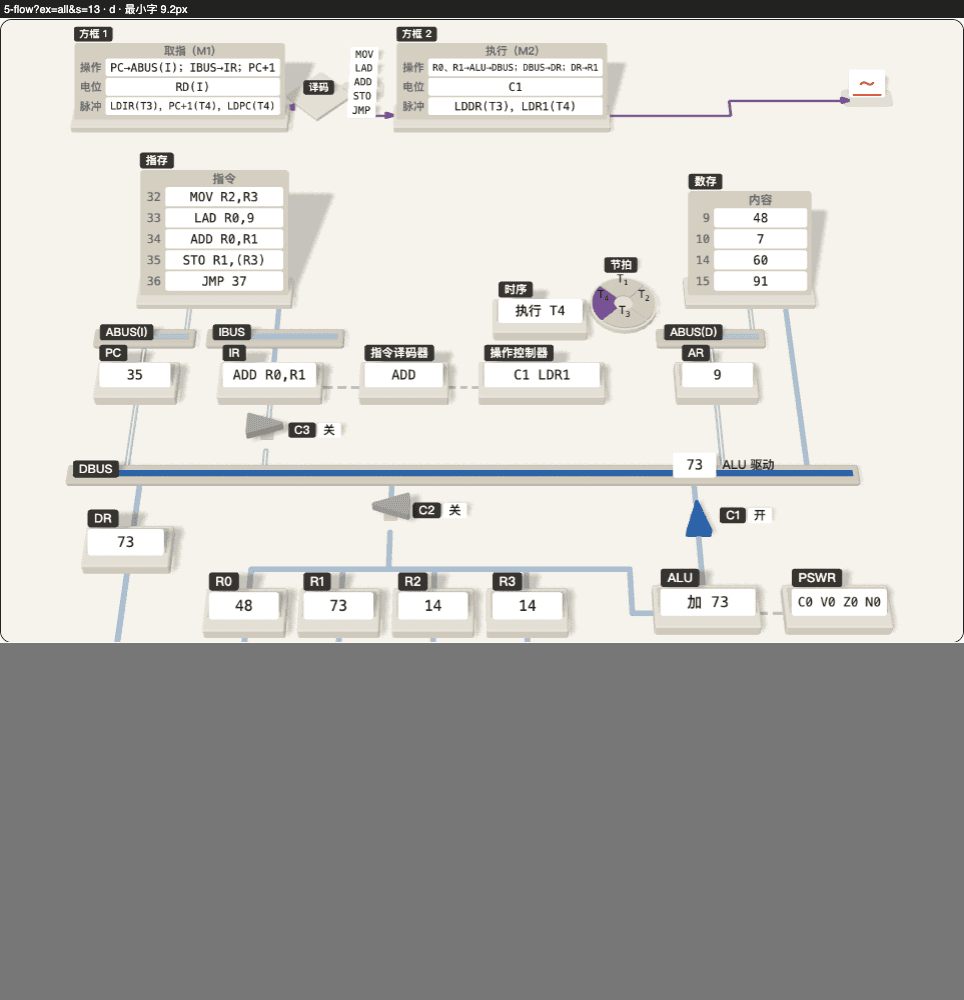 5-flow?ex=all&s=13 · d · 最小字 9.2px
方框 1
取指（M1）
操作 PC→ABUS(I); IBUS→IR; PC+1
电位 RD(I)
脉冲 LDIR(T3), PC+1(T4), LDPC(T4)
译码
MOV
LAD
ADD
STO
JMP
方框 2
执行（M2）
操作 R0、R1→ALU→DBUS; DBUS→DR; DR→R1
电位 C1
脉冲 LDDR(T3), LDR1(T4)
～
指存
指令
32 MOV R2,R3
33 LAD R0,9
34 ADD R0,R1
35 STO R1,(R3)
36 JMP 37
数存
内容
9 48
10 7
14 60
15 91
时序
执行 T4
节拍
T1
T2
T3
T4
ABUS(I)
IBUS
ABUS(D)
PC
35
IR
ADD R0,R1
指令译码器
ADD
操作控制器
C1 LDR1
AR
9
C3 关
DBUS
73 ALU 驱动
C2 关
C1 开
DR
73
R0
48
R1
73
R2
14
R3
14
ALU
加 73
PSWR
C0 V0 Z0 N0